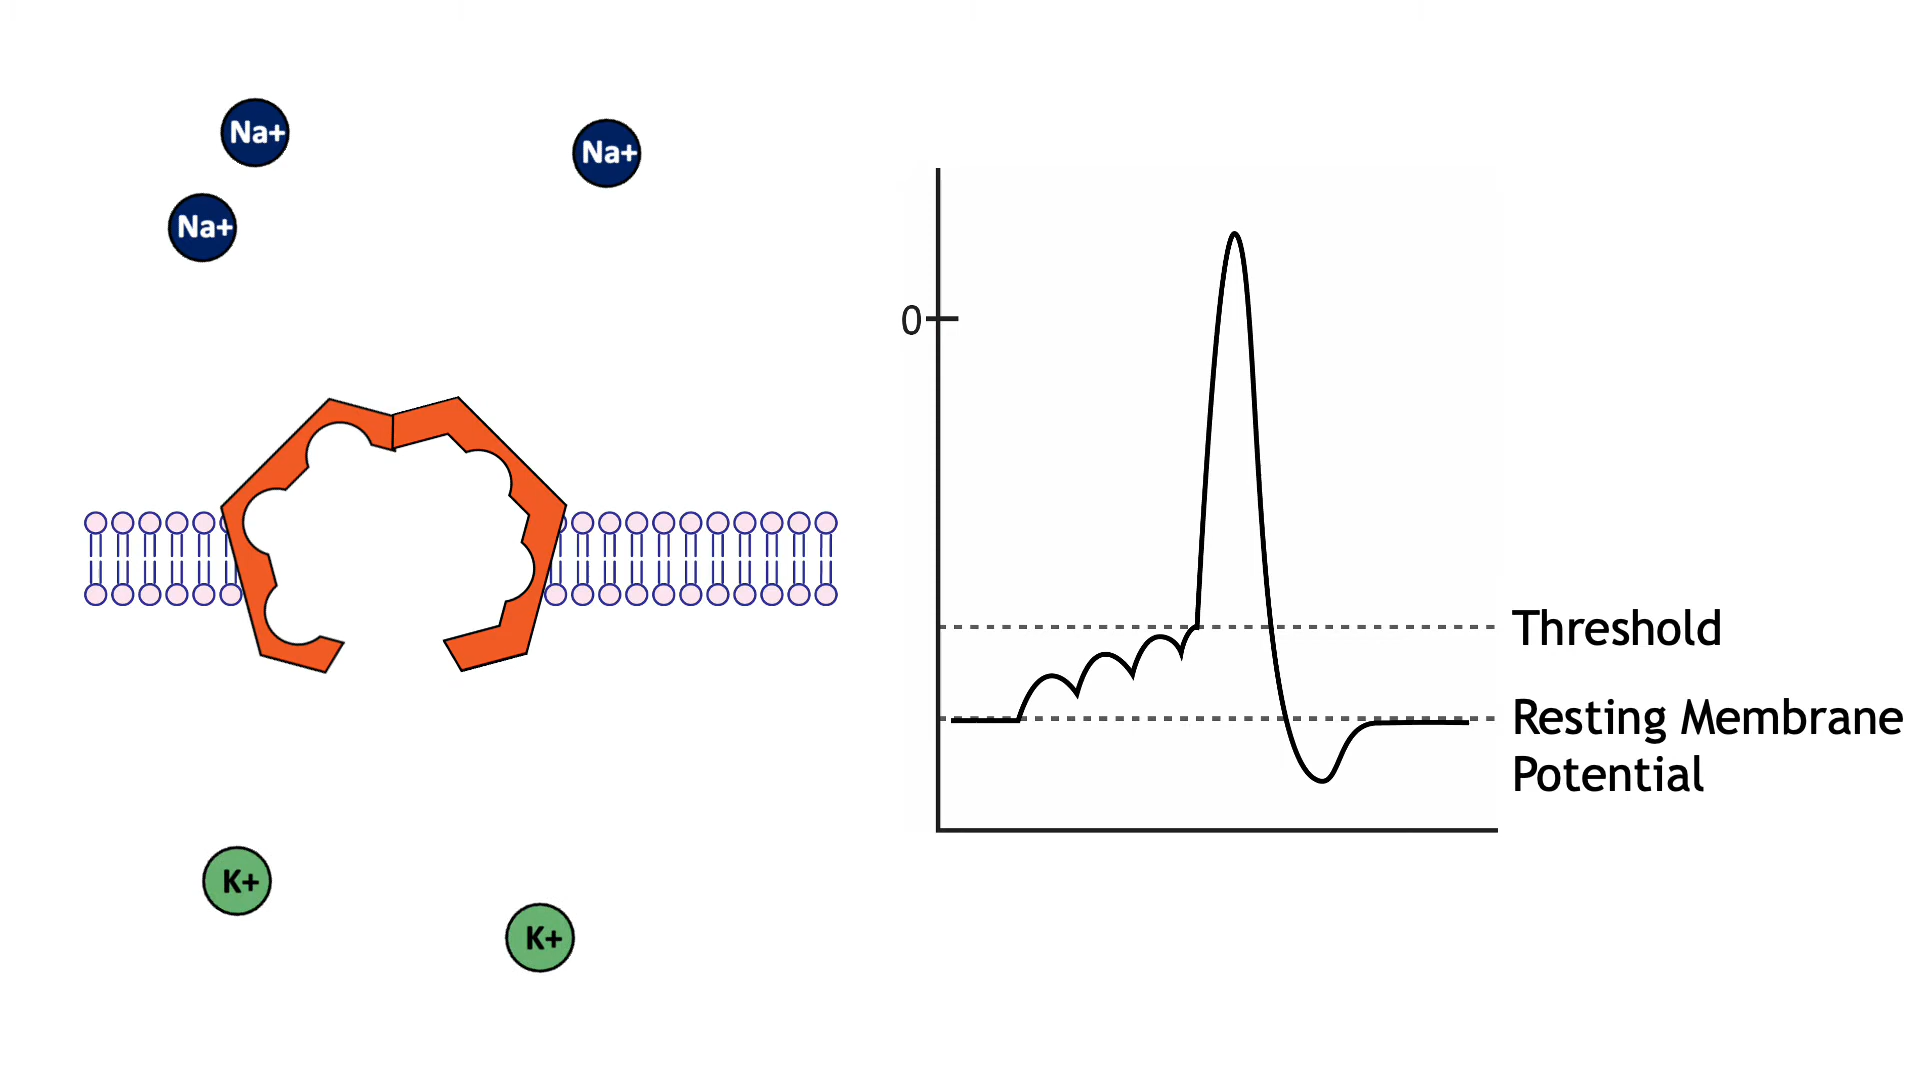 Na+
Na+
Na+
K+
K+
0
Threshold
Resting Membrane
Potential